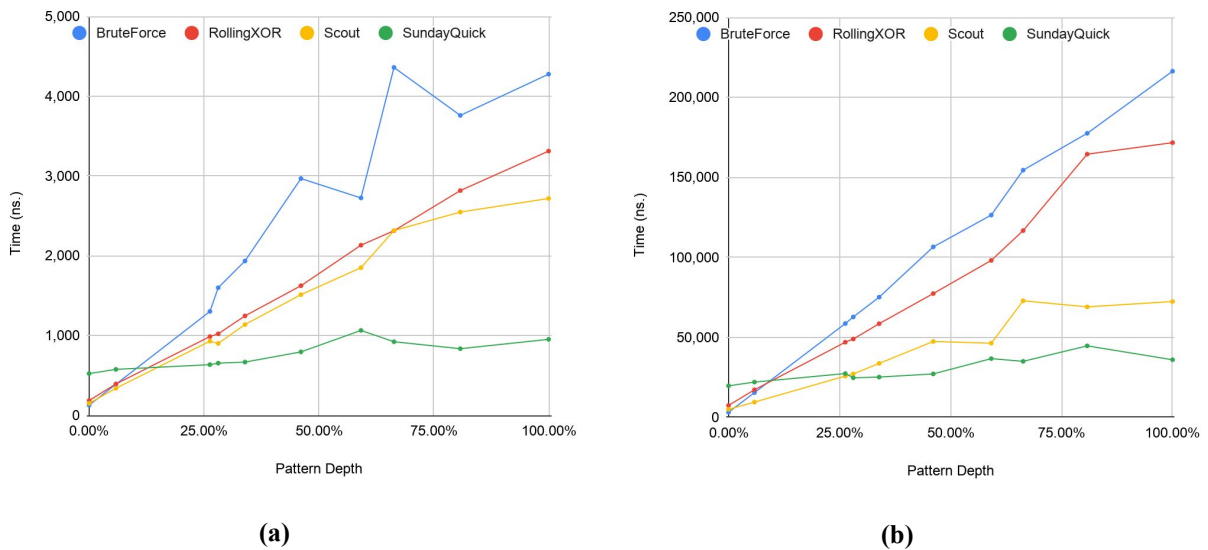 5,000
BruteForce RollingXOR Scout SundayQuick
4,000
3,000
2,000
1,000
0
Time (ns.)
0.00% 25.00% 50.00% 75.00% 100.00%
Pattern Depth
(a)
250,000
BruteForce RollingXOR Scout SundayQuick
200,000
150,000
100,000
50,000
0
Time (ns.)
0.00% 25.00% 50.00% 75.00% 100.00%
Pattern Depth
(b)